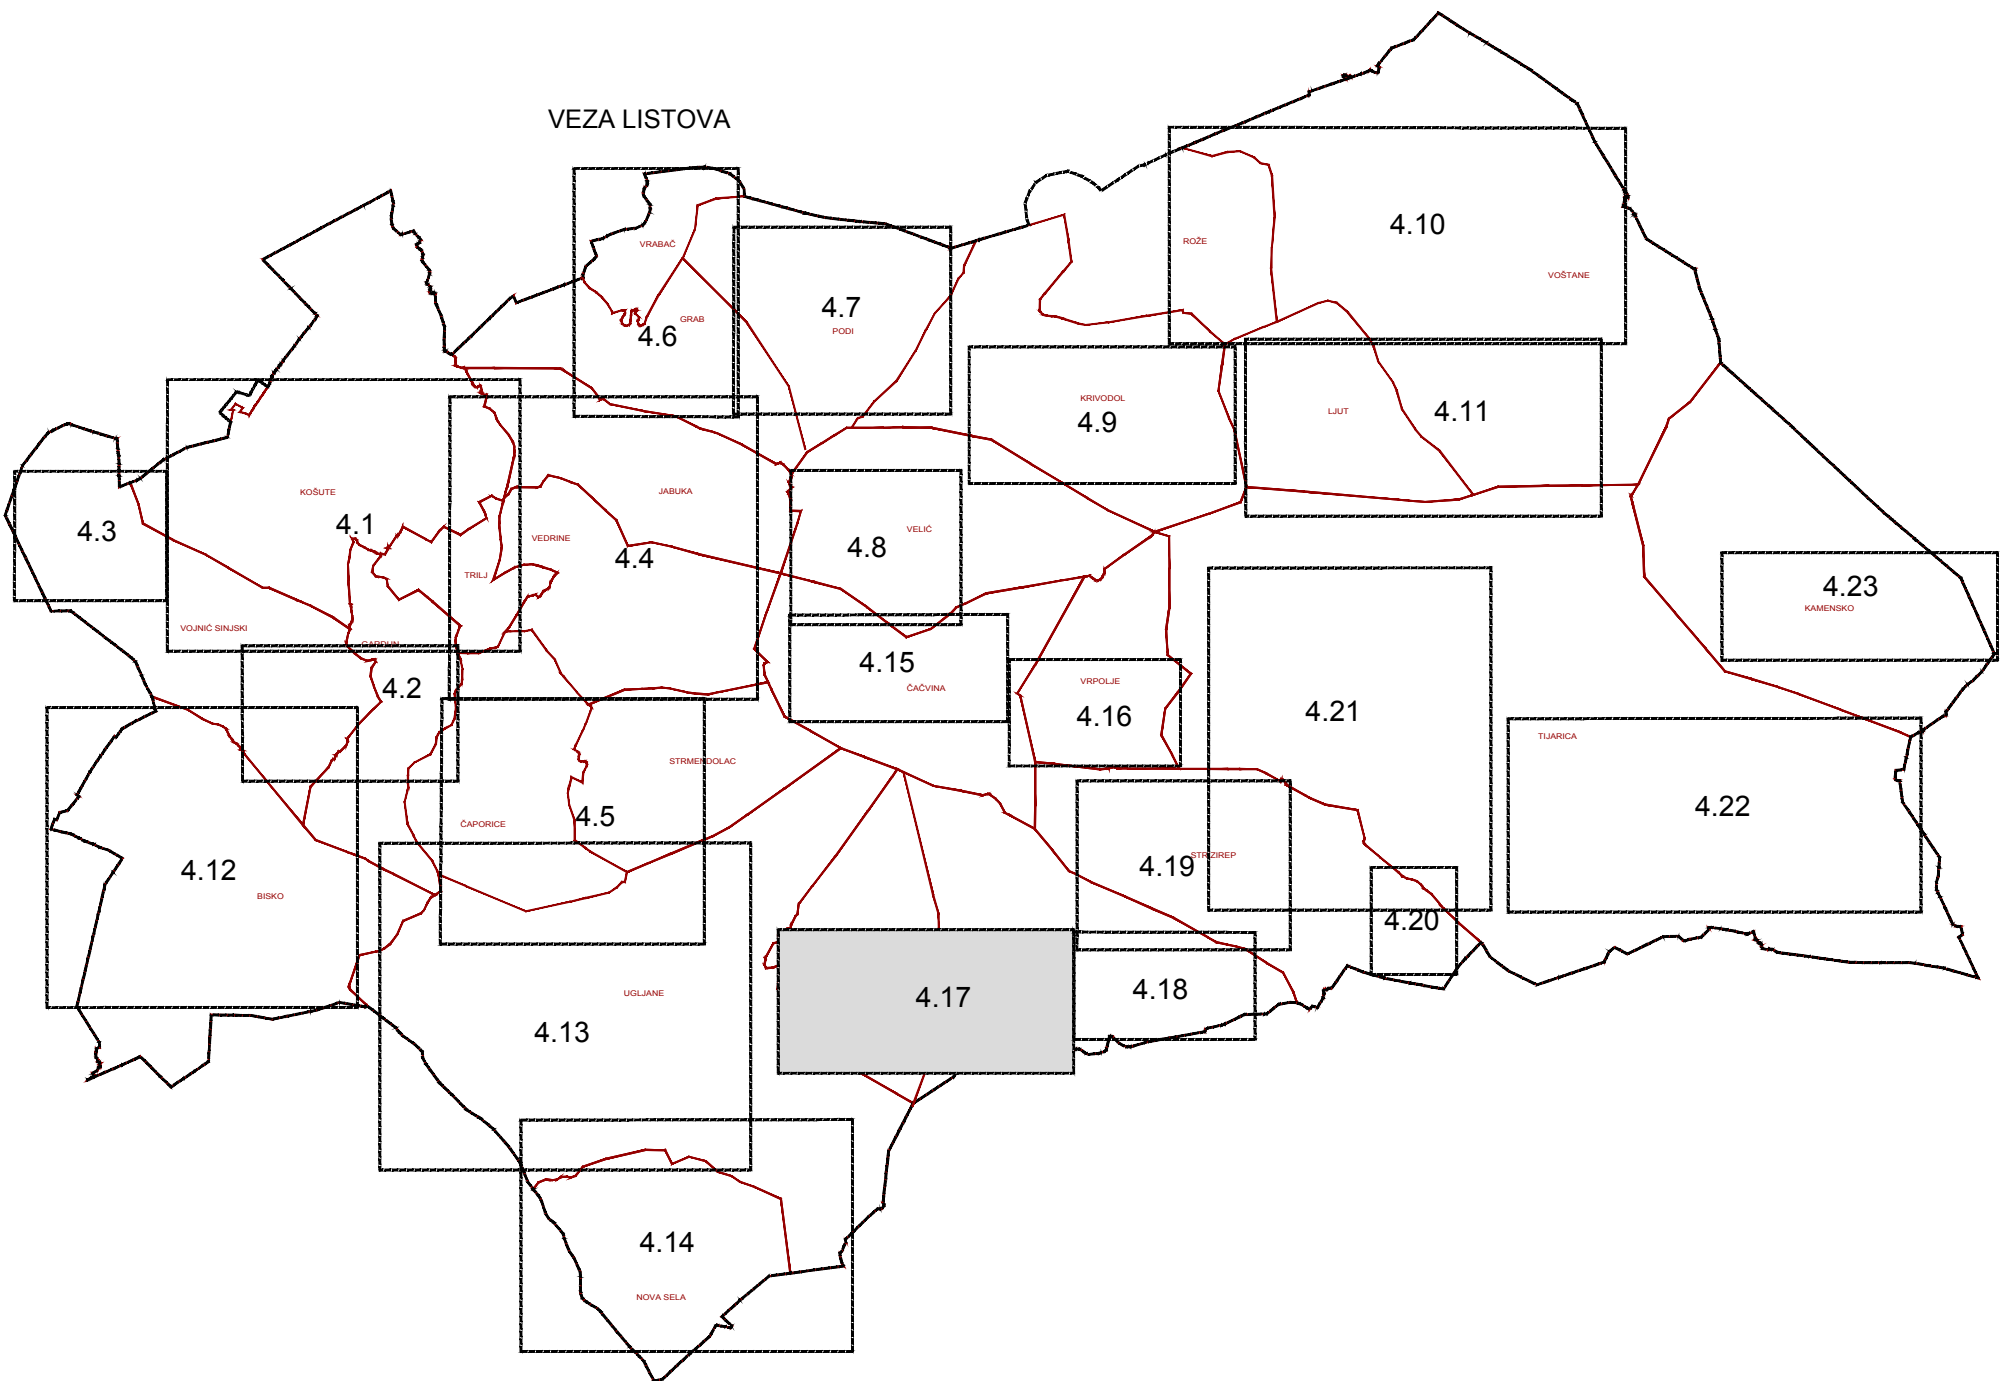 VEZA LISTOVA
4.10
ROŽE
VRABAČ
VOŠTANE
4.7
GRAB
PODI
4.6
KRIVODOL
4.9
LJUT
4.11
KOŠUTE
JABUKA
4.3
4.1
VELIĆ
VEDRINE
4.8
4.4
TRILJ
4.23
KAMENSKO
VOJNIĆ SINJSKI
GARDUN
4.15
4.2
ČAČVINA
VRPOLJE
4.16
4.21
TIJARICA
STRMENDOLAC
4.22
4.5
ČAPORICE
STRIZIREP
4.19
4.12
BISKO
4.20
UGLJANE
4.17
4.18
4.13
4.14
NOVA SELA